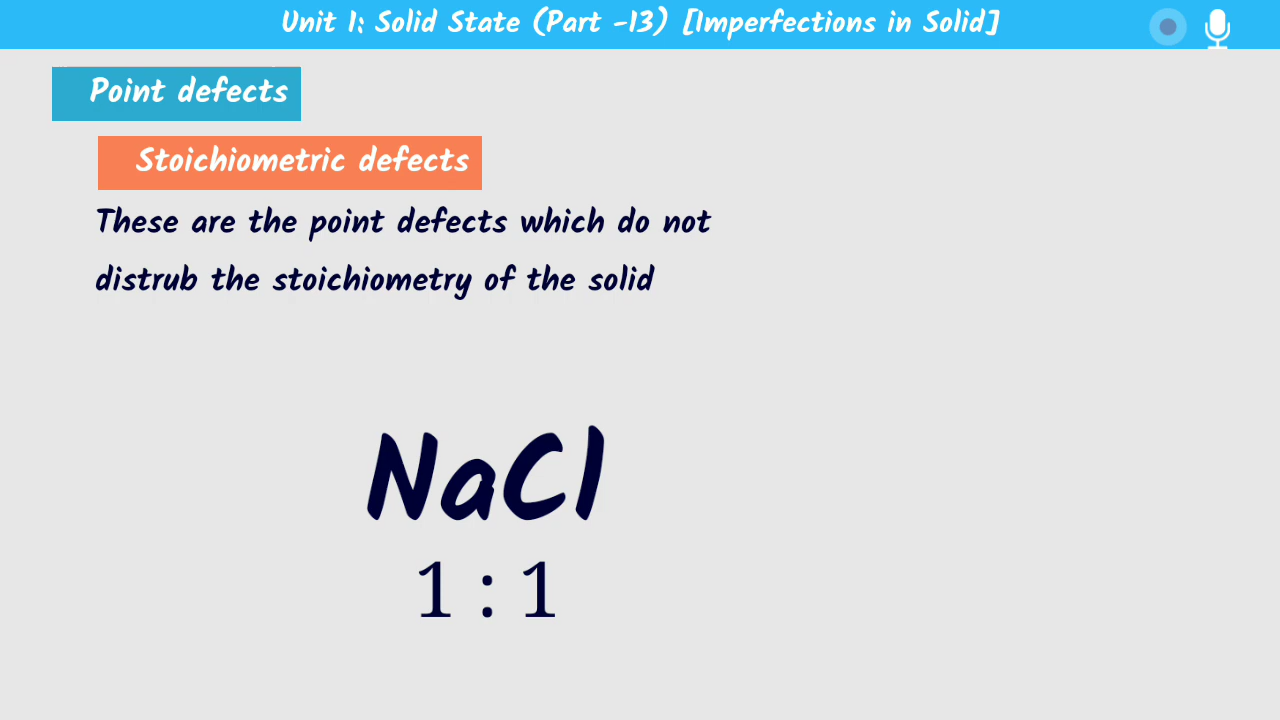 Unit 1: Solid State (Part -13) [Imperfections in Solid]
Point defects
Stoichiometric defects
These are the point defects which do not
distrub the stoichiometry of the solid
NaCl
1 : 1